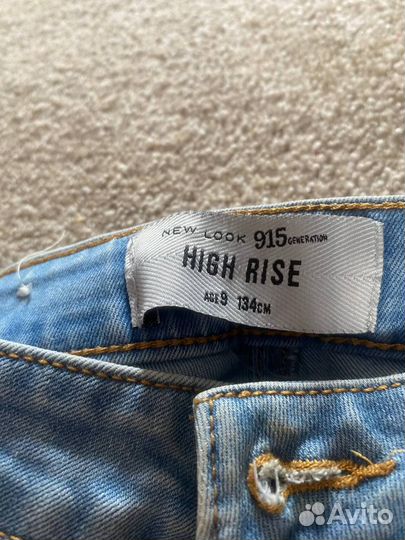 NEW LOOK 915 GENERATION
HIGH RISE
AGE 9 134CM
Avito